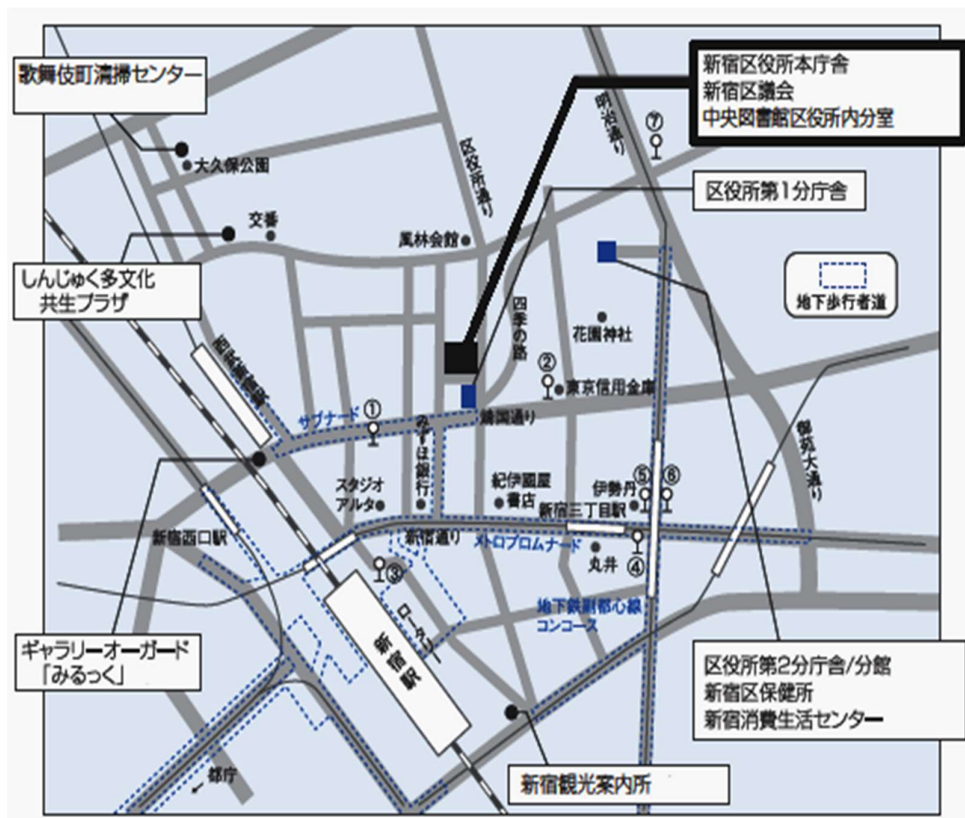 歌舞伎町清掃センター
新宿区役所本庁舎
新宿区議会
中央図書館区役所内分室
明治通り
⑦
大久保公園
区役所通り
区役所第1分庁舎
交番
風林会館
しんじゅく多文化
共生プラザ
地下歩行者道
四季の路
花園神社
西武新宿駅
②
東京信用金庫
サブナード
①
靖国通り
みずほ銀行
御苑大通り
スタジオ
アルタ
紀伊國屋
書店
伊勢丹
⑤
⑥
新宿三丁目駅
新宿西口駅
新宿通り
メトロプロムナード
丸井
④
③
地下鉄副都心線
コンコース
ロータリー
新宿駅
ギャラリーオーガード
「みるっく」
区役所第2分庁舎/分館
新宿区保健所
新宿消費生活センター
都庁
新宿観光案内所